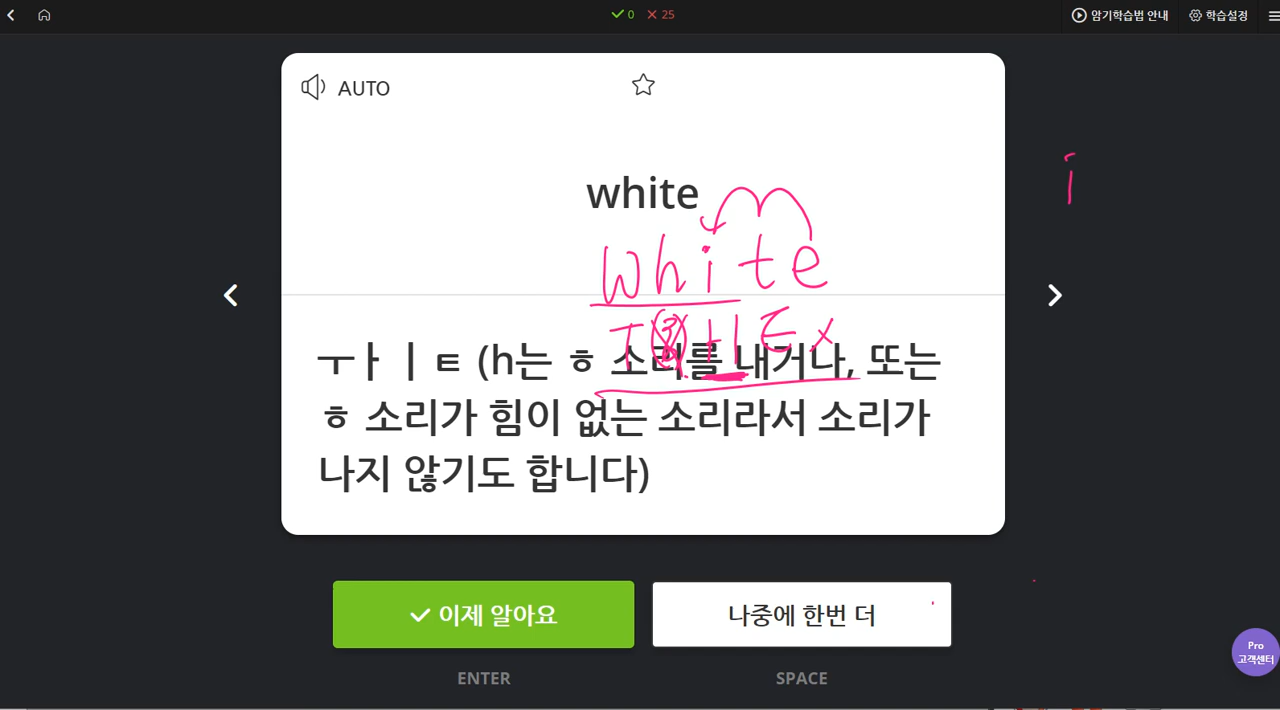 0 25 암기학습법 안내 학습설정
AUTO
white
white
ㅜㅏㅣㅌ (h는 ㅎ 소리를 내거나, 또는
ㅎ 소리가 힘이 없는 소리라서 소리가
나지 않기도 합니다)
이제 알아요 나중에 한번 더
ENTER SPACE
Pro
고객센터